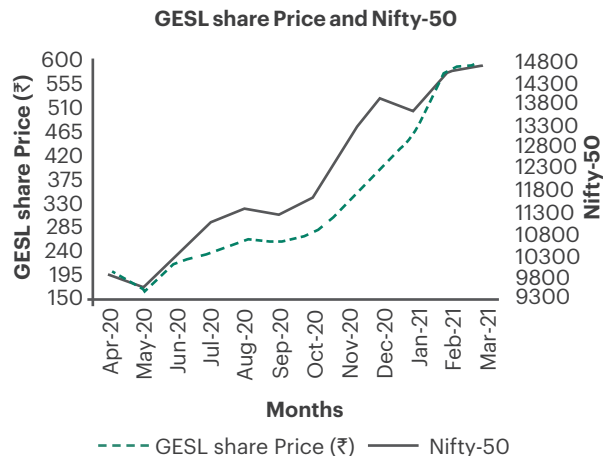 GESL share Price and Nifty-50
GESL share Price (₹)
600
555
510
465
420
375
330
285
240
195
150
14800
14300
13800
13300
12800
12300
11800
11300
10800
10300
9800
9300
Nifty-50
Apr-20
May-20
Jun-20
Jul-20
Aug-20
Sep-20
Oct-20
Nov-20
Dec-20
Jan-21
Feb-21
Mar-21
Months
GESL share Price (₹) Nifty-50